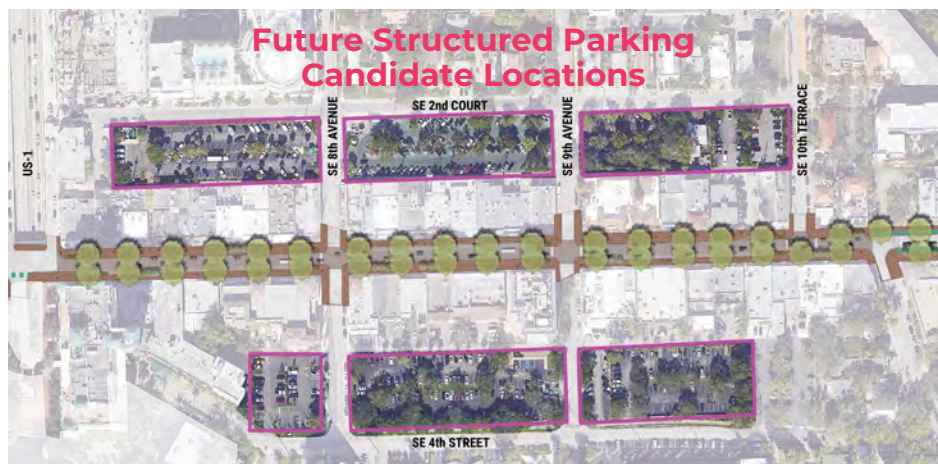 Future Structured Parking
Candidate Locations
US-1
SE 8th AVENUE
SE 2nd COURT
SE 9th AVENUE
SE 10th TERRACE
SE 4th STREET